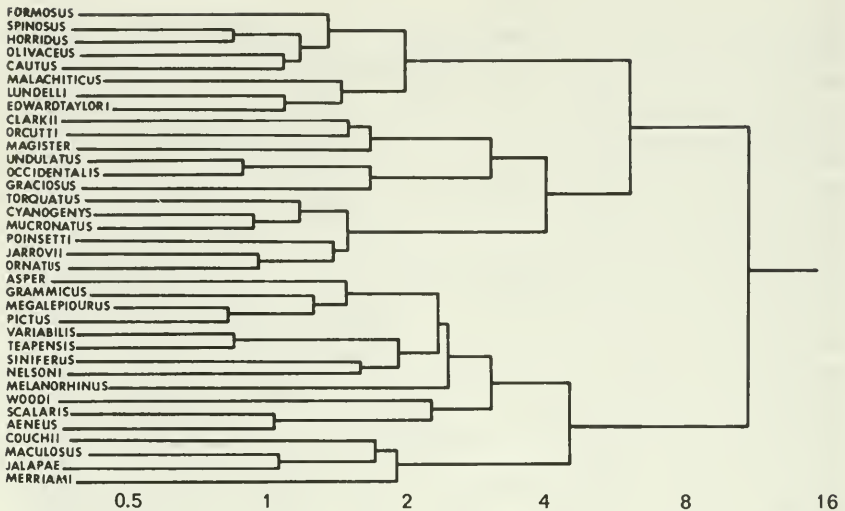 FORMOSUS
SPINOSUS
HORRIDUS
OLIVACEUS
CAUTUS
MALACHITICUS
LUNDELLI
EDWARDTAYLORI
CLARKII
ORCUTTI
MAGISTER
UNDULATUS
OCCIDENTALIS
GRACIOSUS
TORQUATUS
CYANOGENYS
MUCRONATUS
POINSETTI
JARROVII
ORNATUS
ASPER
GRAMMICUS
MEGALEPIOURUS
PICTUS
VARIABILIS
TEAPENSIS
SINIFERUS
NELSONI
MELANORHINUS
WOODI
SCALARIS
AENEUS
COUCHII
MACULOSUS
JALAPAE
MERRIAMI
0.5 1 2 4 8 16